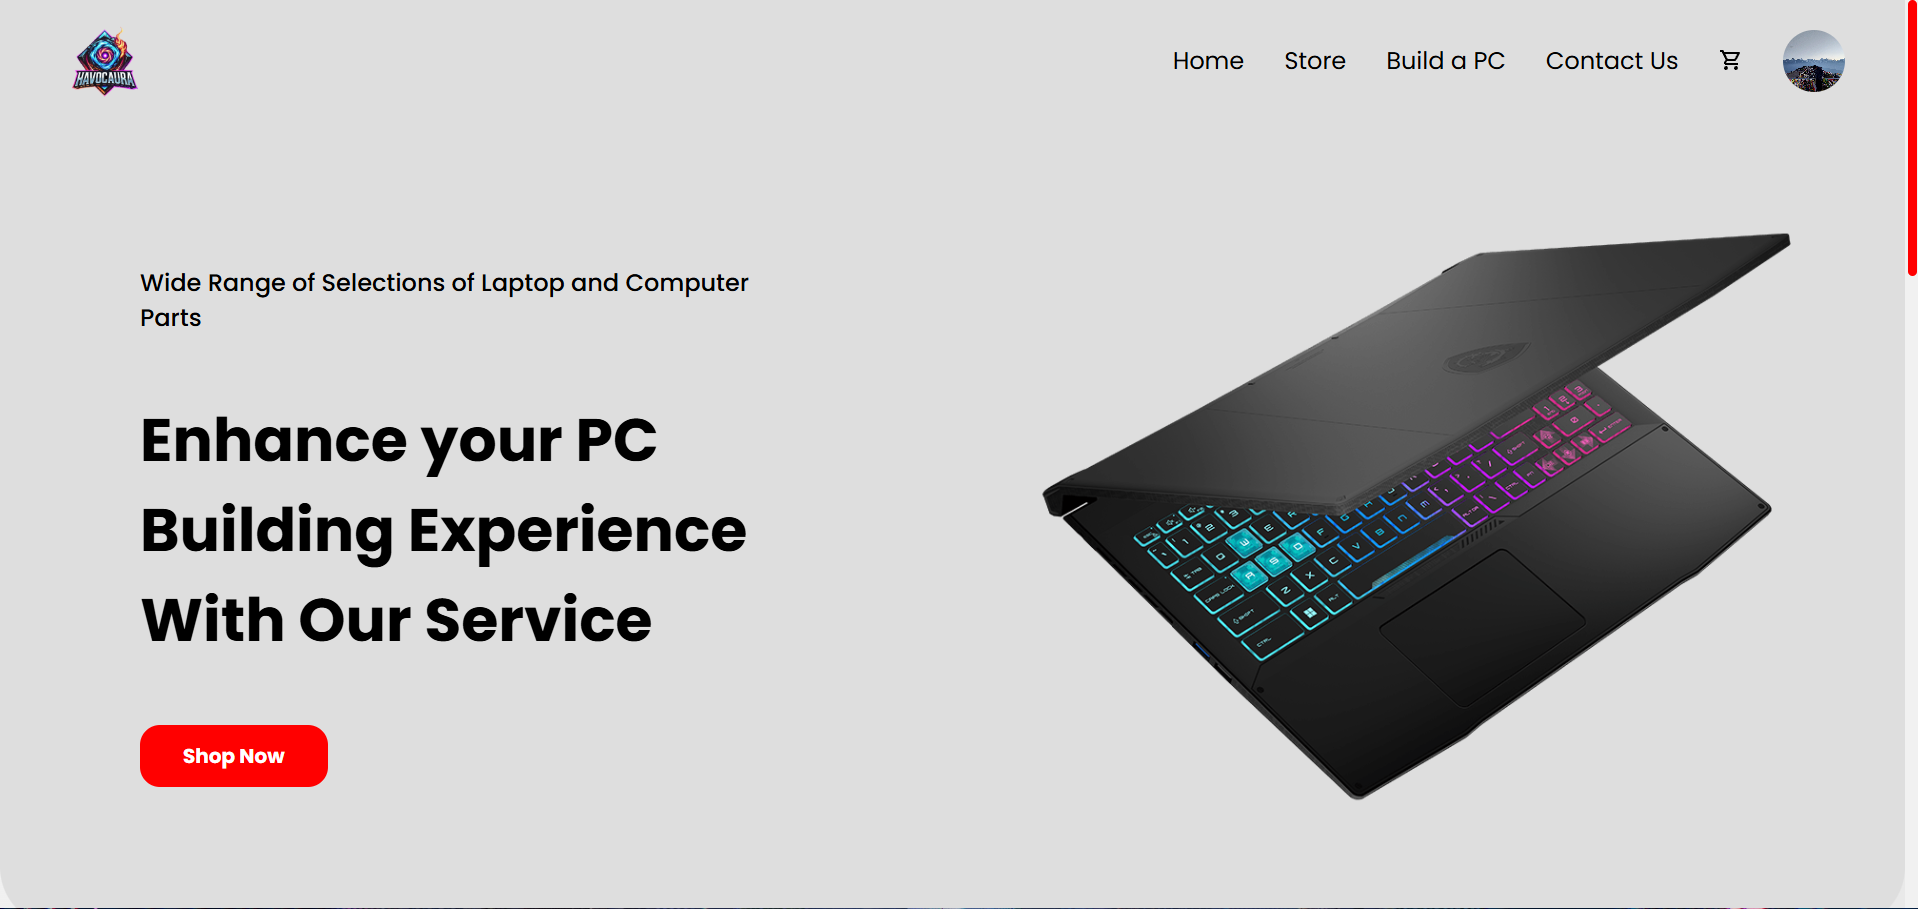 HAVOCAURA
Home Store Build a PC Contact Us
Wide Range of Selections of Laptop and Computer
Parts
Enhance your PC
Building Experience
With Our Service
Shop Now